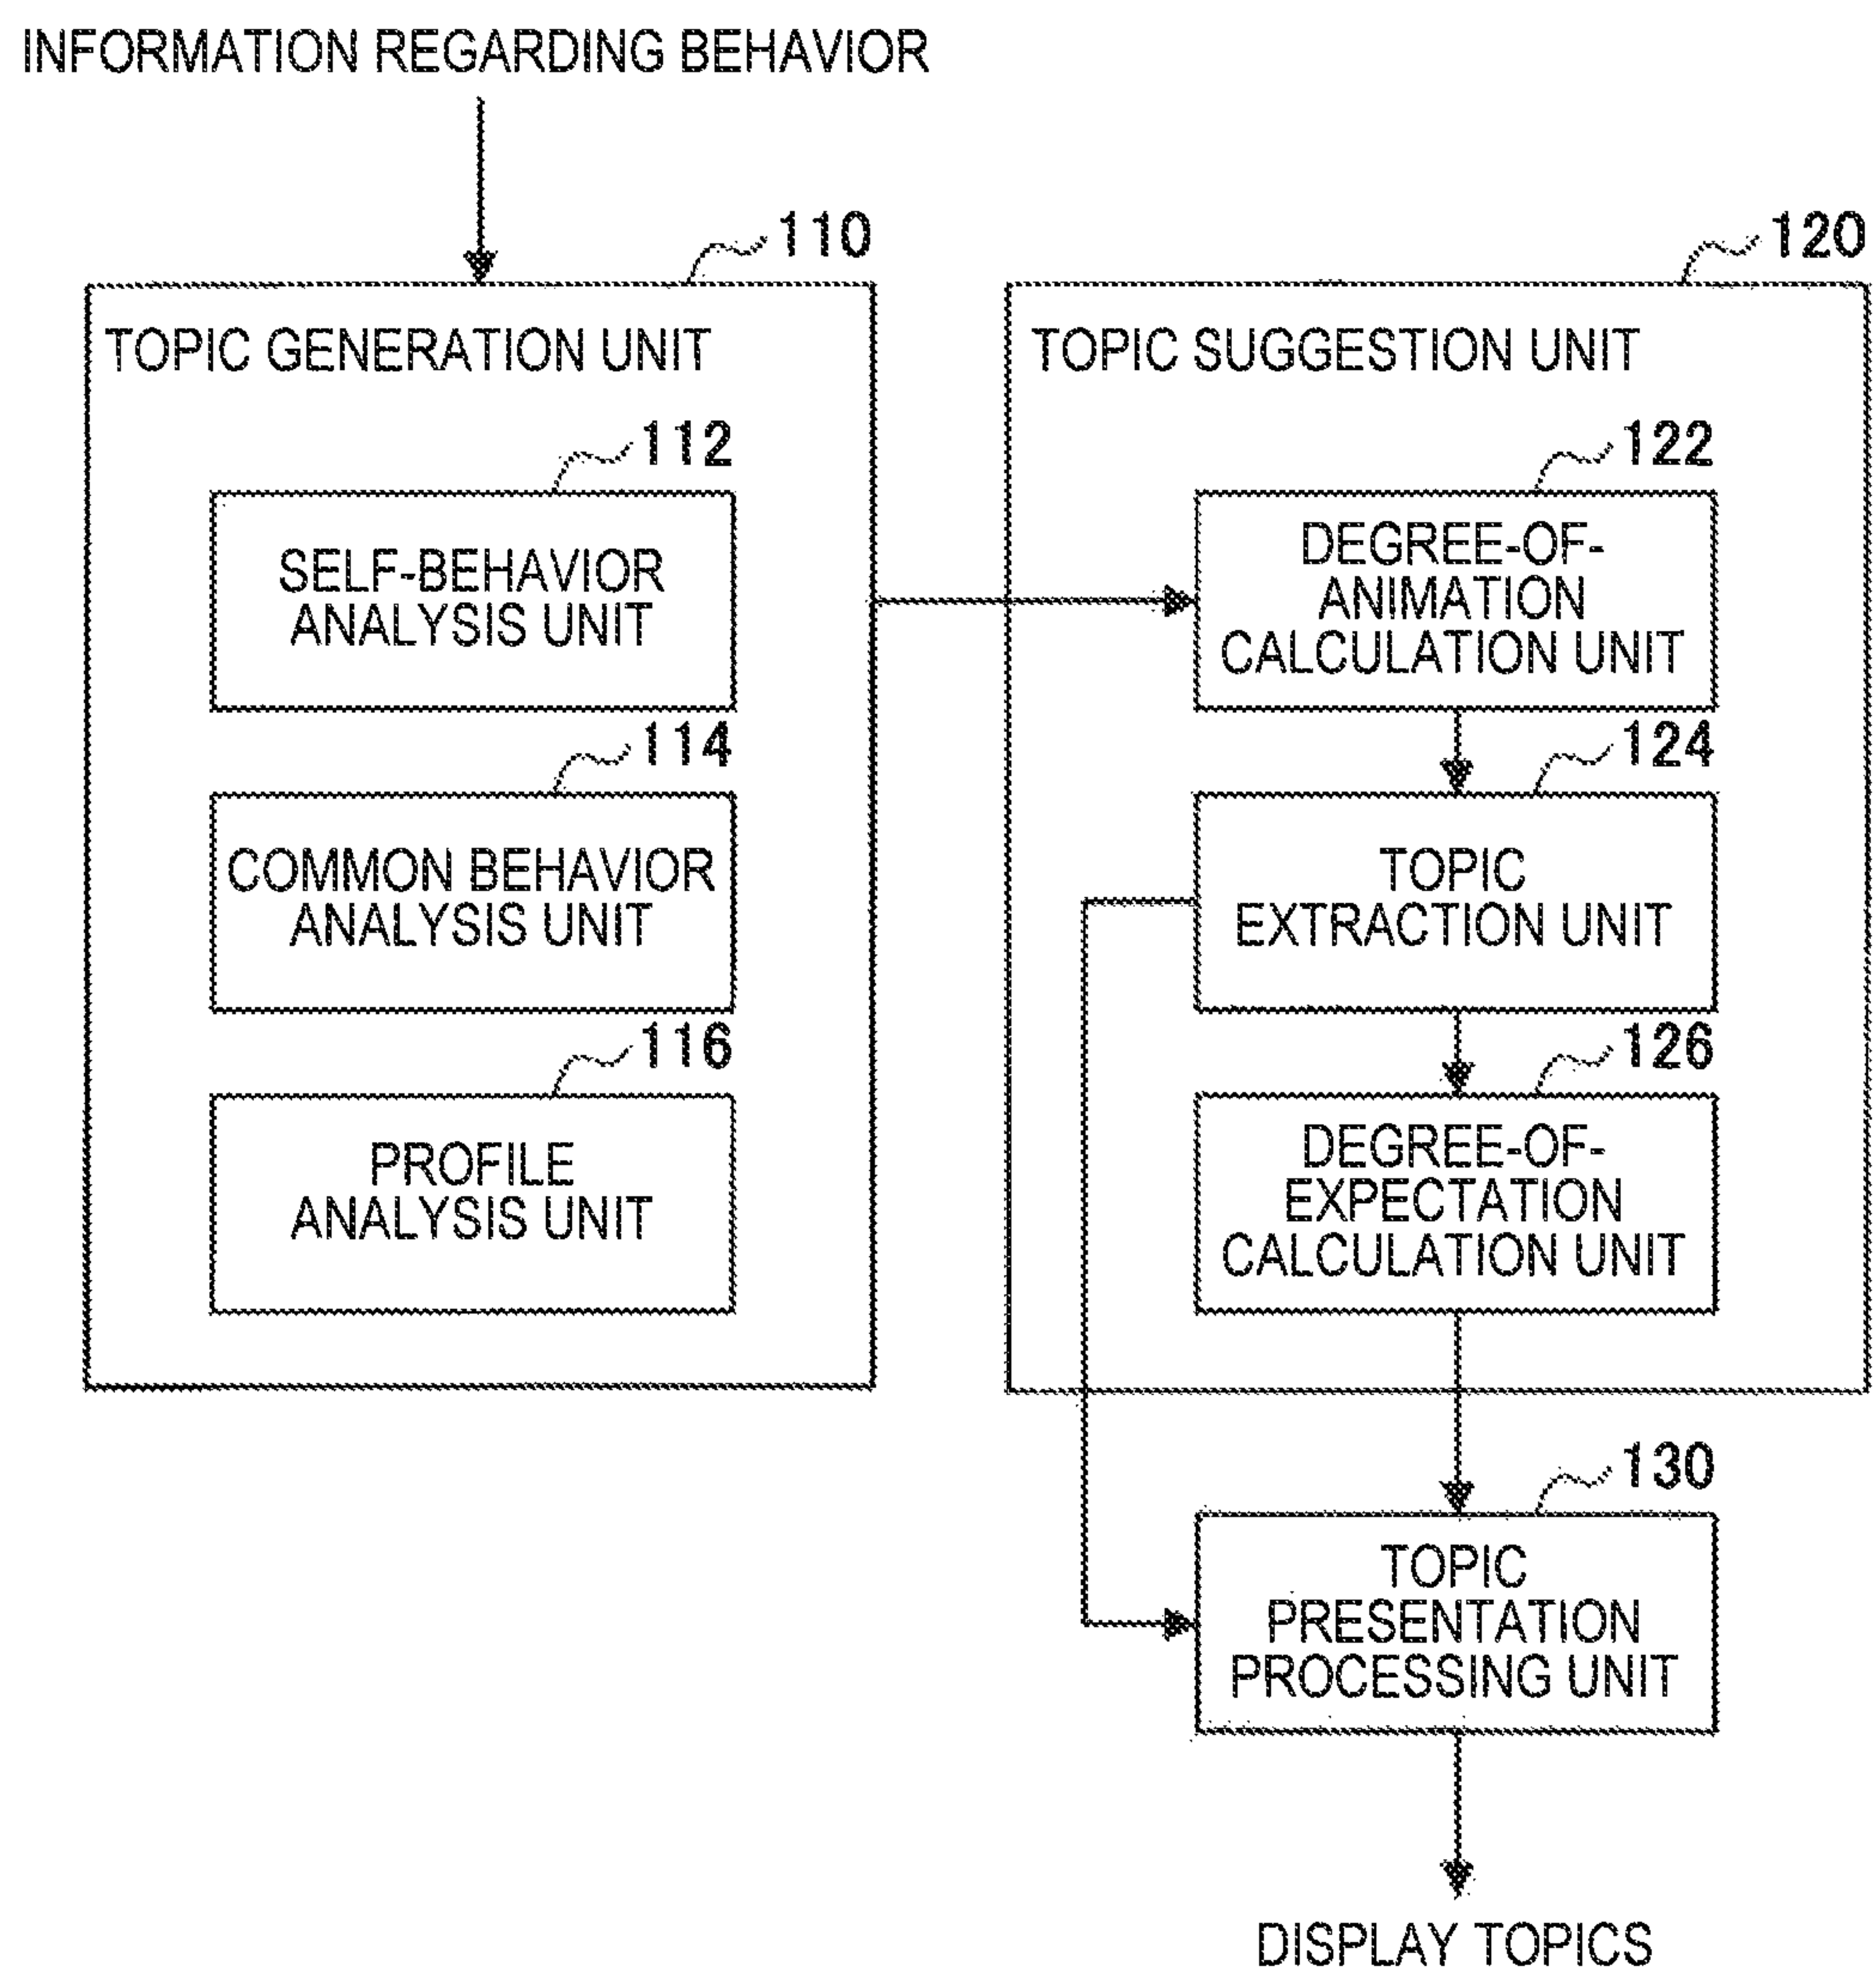 INFORMATION REGARDING BEHAVIOR
110
TOPIC GENERATION UNIT
112
SELF-BEHAVIOR
ANALYSIS UNIT
114
COMMON BEHAVIOR
ANALYSIS UNIT
116
PROFILE
ANALYSIS UNIT
120
TOPIC SUGGESTION UNIT
122
DEGREE-OF-
ANIMATION
CALCULATION UNIT
124
TOPIC
EXTRACTION UNIT
126
DEGREE-OF-
EXPECTATION
CALCULATION UNIT
130
TOPIC
PRESENTATION
PROCESSING UNIT
DISPLAY TOPICS